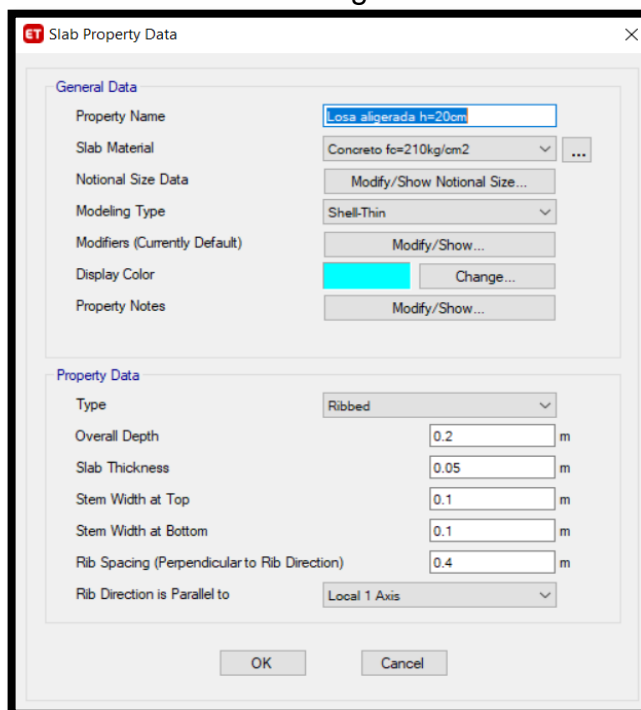 ET Slab Property Data
General Data
Property Name Losa aligerada h=20cm
Slab Material Concreto fc=210kg/cm2 ...
Notional Size Data Modify/Show Notional Size...
Modeling Type Shell-Thin
Modifiers (Currently Default) Modify/Show...
Display Color Change...
Property Notes Modify/Show...
Property Data
Type Ribbed
Overall Depth 0.2 m
Slab Thickness 0.05 m
Stem Width at Top 0.1 m
Stem Width at Bottom 0.1 m
Rib Spacing (Perpendicular to Rib Direction) 0.4 m
Rib Direction is Parallel to Local 1 Axis
OK Cancel